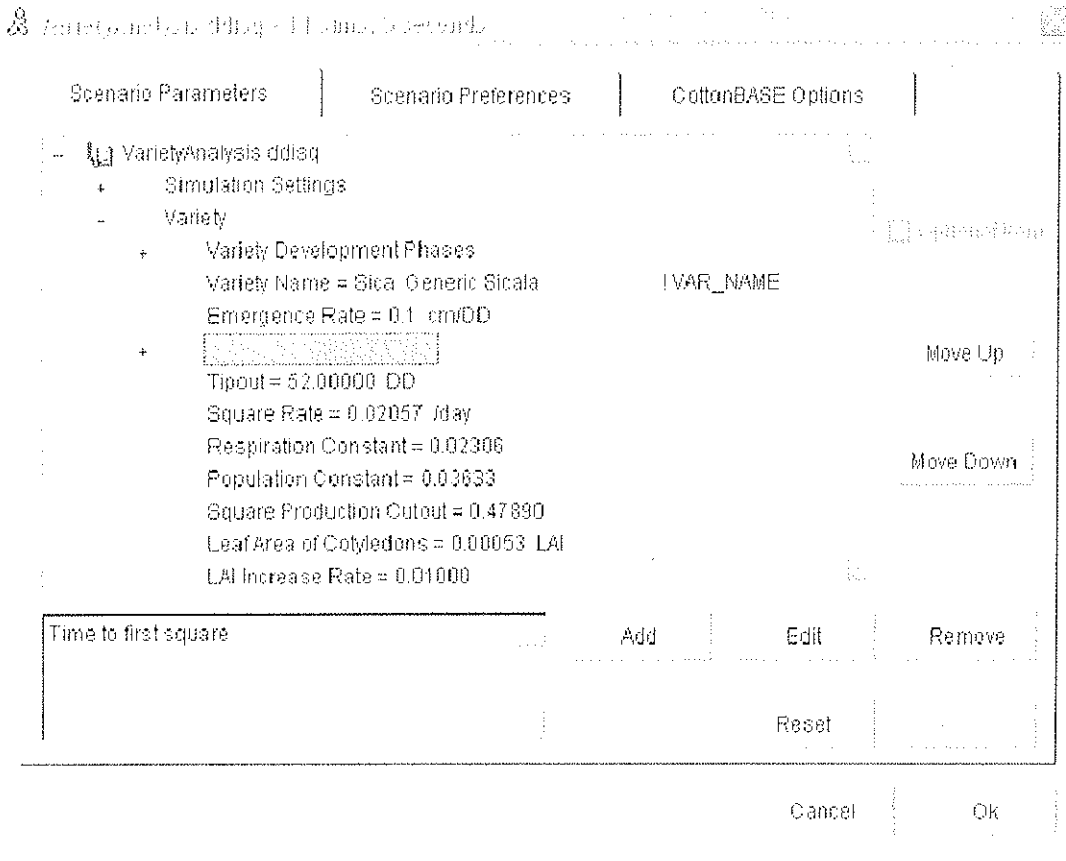 Scenario Parameters
Scenario Preferences
CottonBASE Options
− VarietyAnalysis ddisq
+ Simulation Settings
− Variety
+ Variety Development Phases
Variety Name = Sica Generic Sicala !VAR_NAME
Emergence Rate = 0.1 cm/DD
+
Tipout = 52.00000 DD
Square Rate = 0.02057 /day
Respiration Constant = 0.02306
Population Constant = 0.03633
Square Production Cutout = 0.47890
Leaf Area of Cotyledons = 0.00053 LAI
LAI Increase Rate = 0.01000
Move Up
Move Down
Time to first square
Add
Edit
Remove
Reset
Cancel
Ok